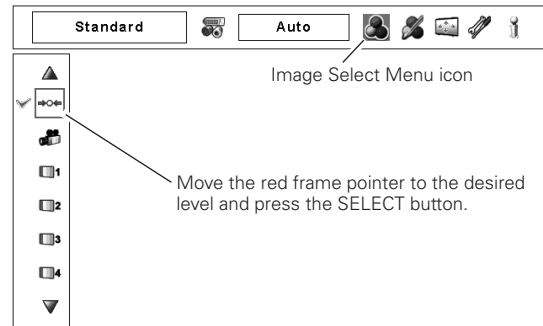 Standard
Auto
Image Select Menu icon
Move the red frame pointer to the desired
level and press the SELECT button.
1
2
3
4